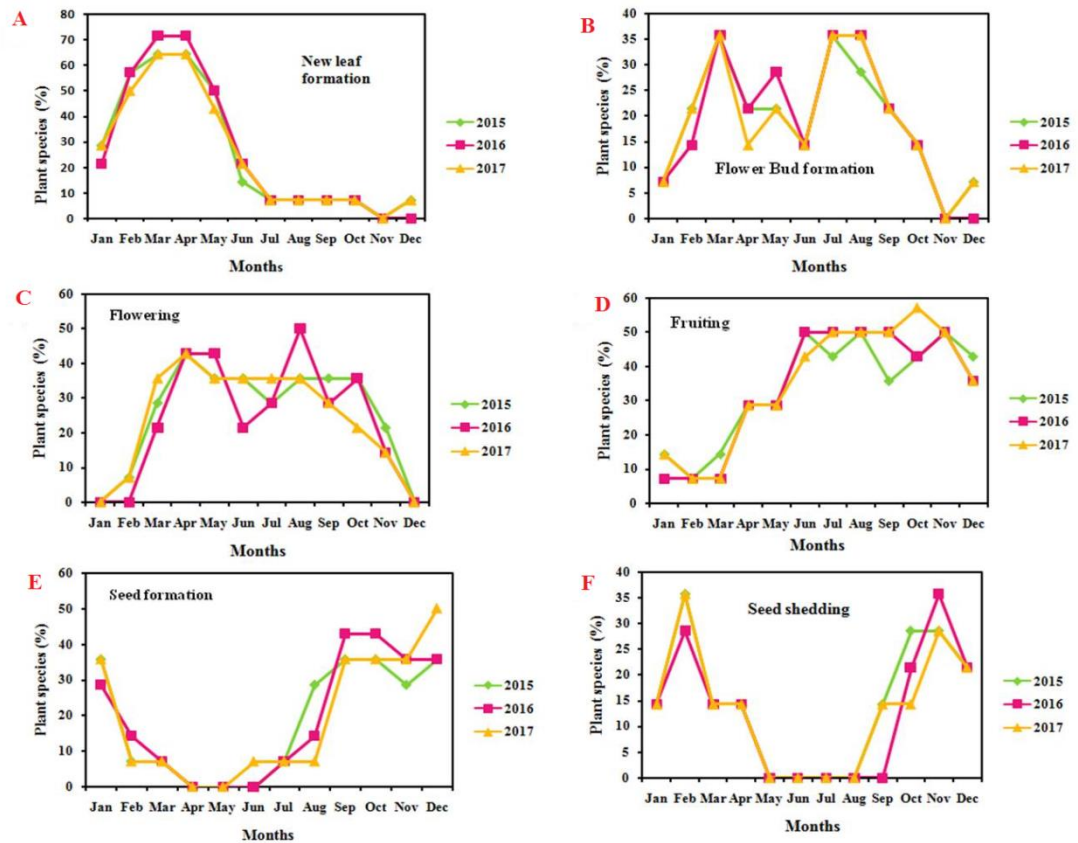 A
80
70
60
50
40
30
20
10
0
Plant species (%)
New leaf
formation
Jan Feb Mar Apr May Jun Jul Aug Sep Oct Nov Dec
Months
2015
2016
2017
B
40
35
30
25
20
15
10
5
0
Plant species (%)
Flower Bud formation
Jan Feb Mar Apr May Jun Jul Aug Sep Oct Nov Dec
Months
2015
2016
2017
C
60
50
40
30
20
10
0
Plant species (%)
Flowering
Jan Feb Mar Apr May Jun Jul Aug Sep Oct Nov Dec
Months
2015
2016
2017
D
60
50
40
30
20
10
0
Plant species (%)
Fruiting
Jan Feb Mar Apr May Jun Jul Aug Sep Oct Nov Dec
Months
2015
2016
2017
E
60
50
40
30
20
10
0
Plant species (%)
Seed formation
Jan Feb Mar Apr May Jun Jul Aug Sep Oct Nov Dec
Months
2015
2016
2017
F
40
35
30
25
20
15
10
5
0
Plant species (%)
Seed shedding
Jan Feb Mar Apr May Jun Jul Aug Sep Oct Nov Dec
Months
2015
2016
2017